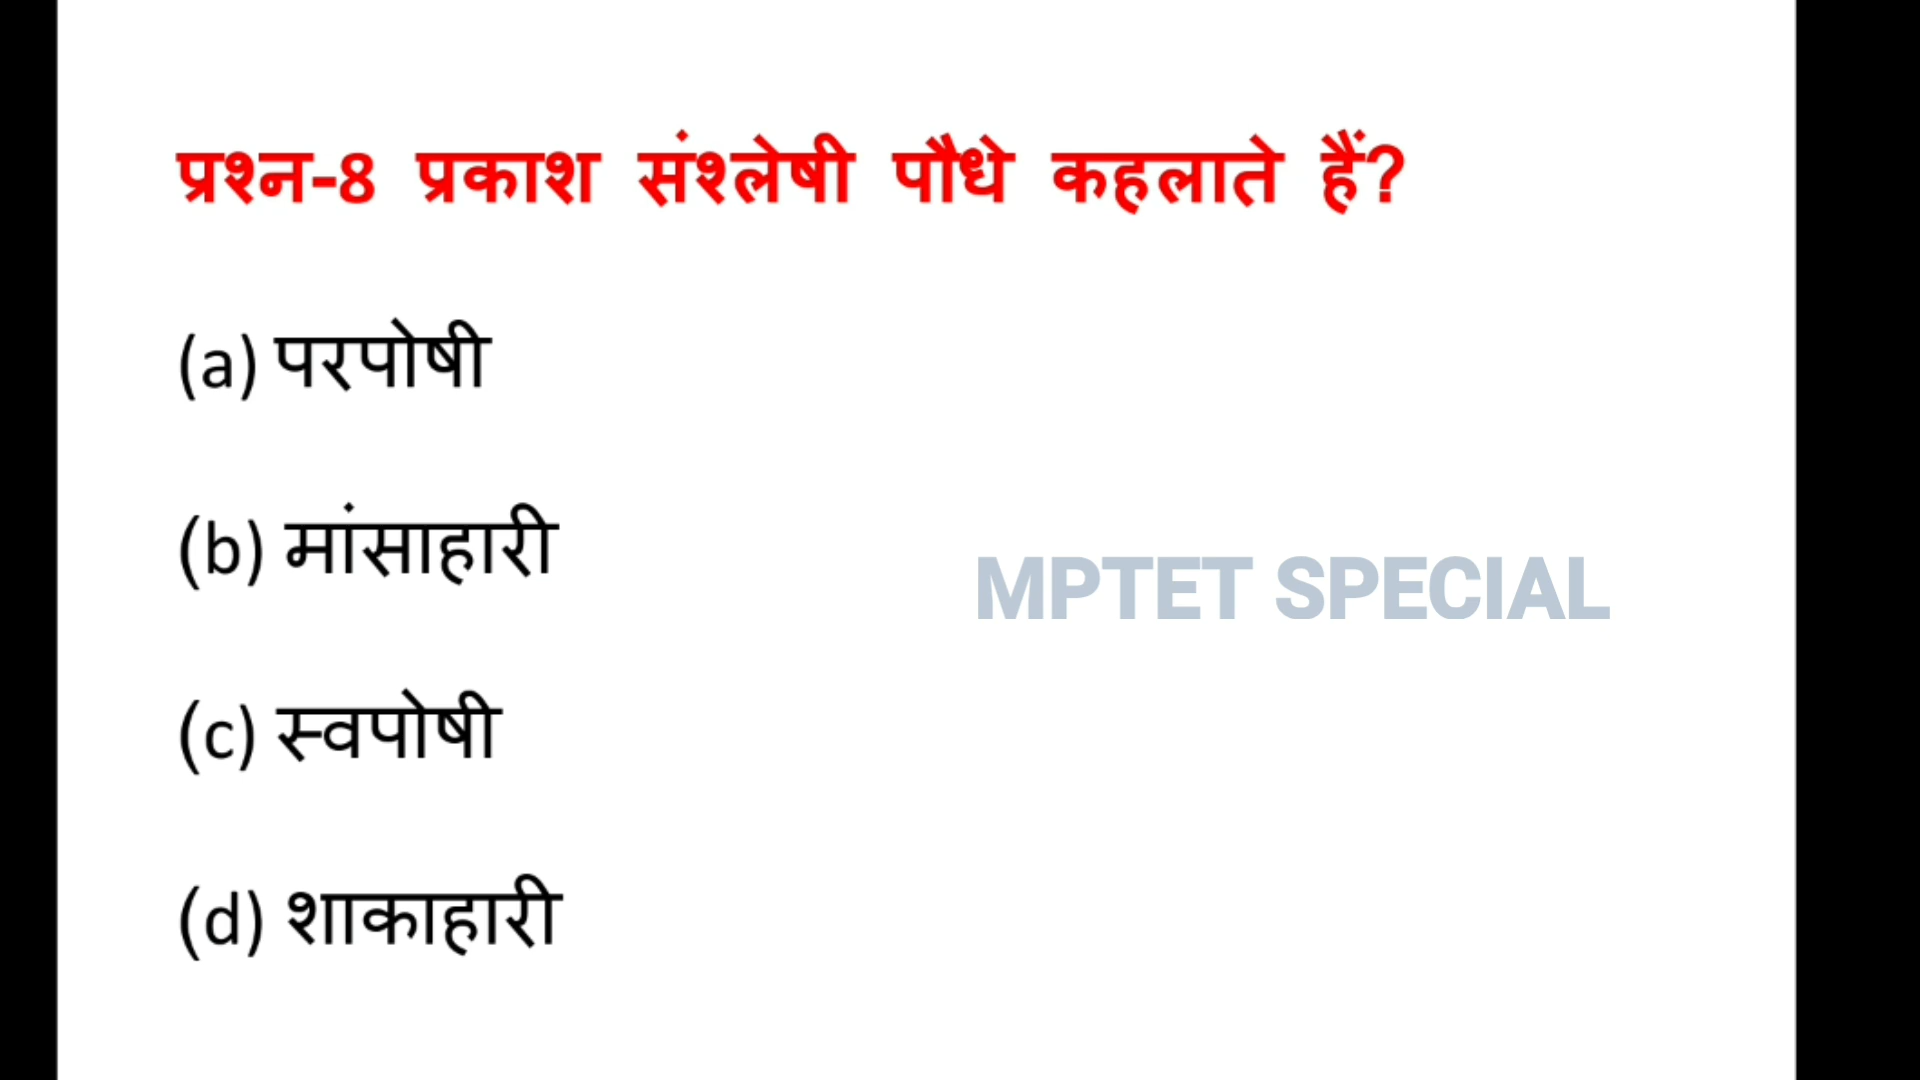 प्रश्न-8 प्रकाश संश्लेषी पौधे कहलाते हैं?
(a) परपोषी
(b) मांसाहारी
MPTET SPECIAL
(c) स्वपोषी
(d) शाकाहारी